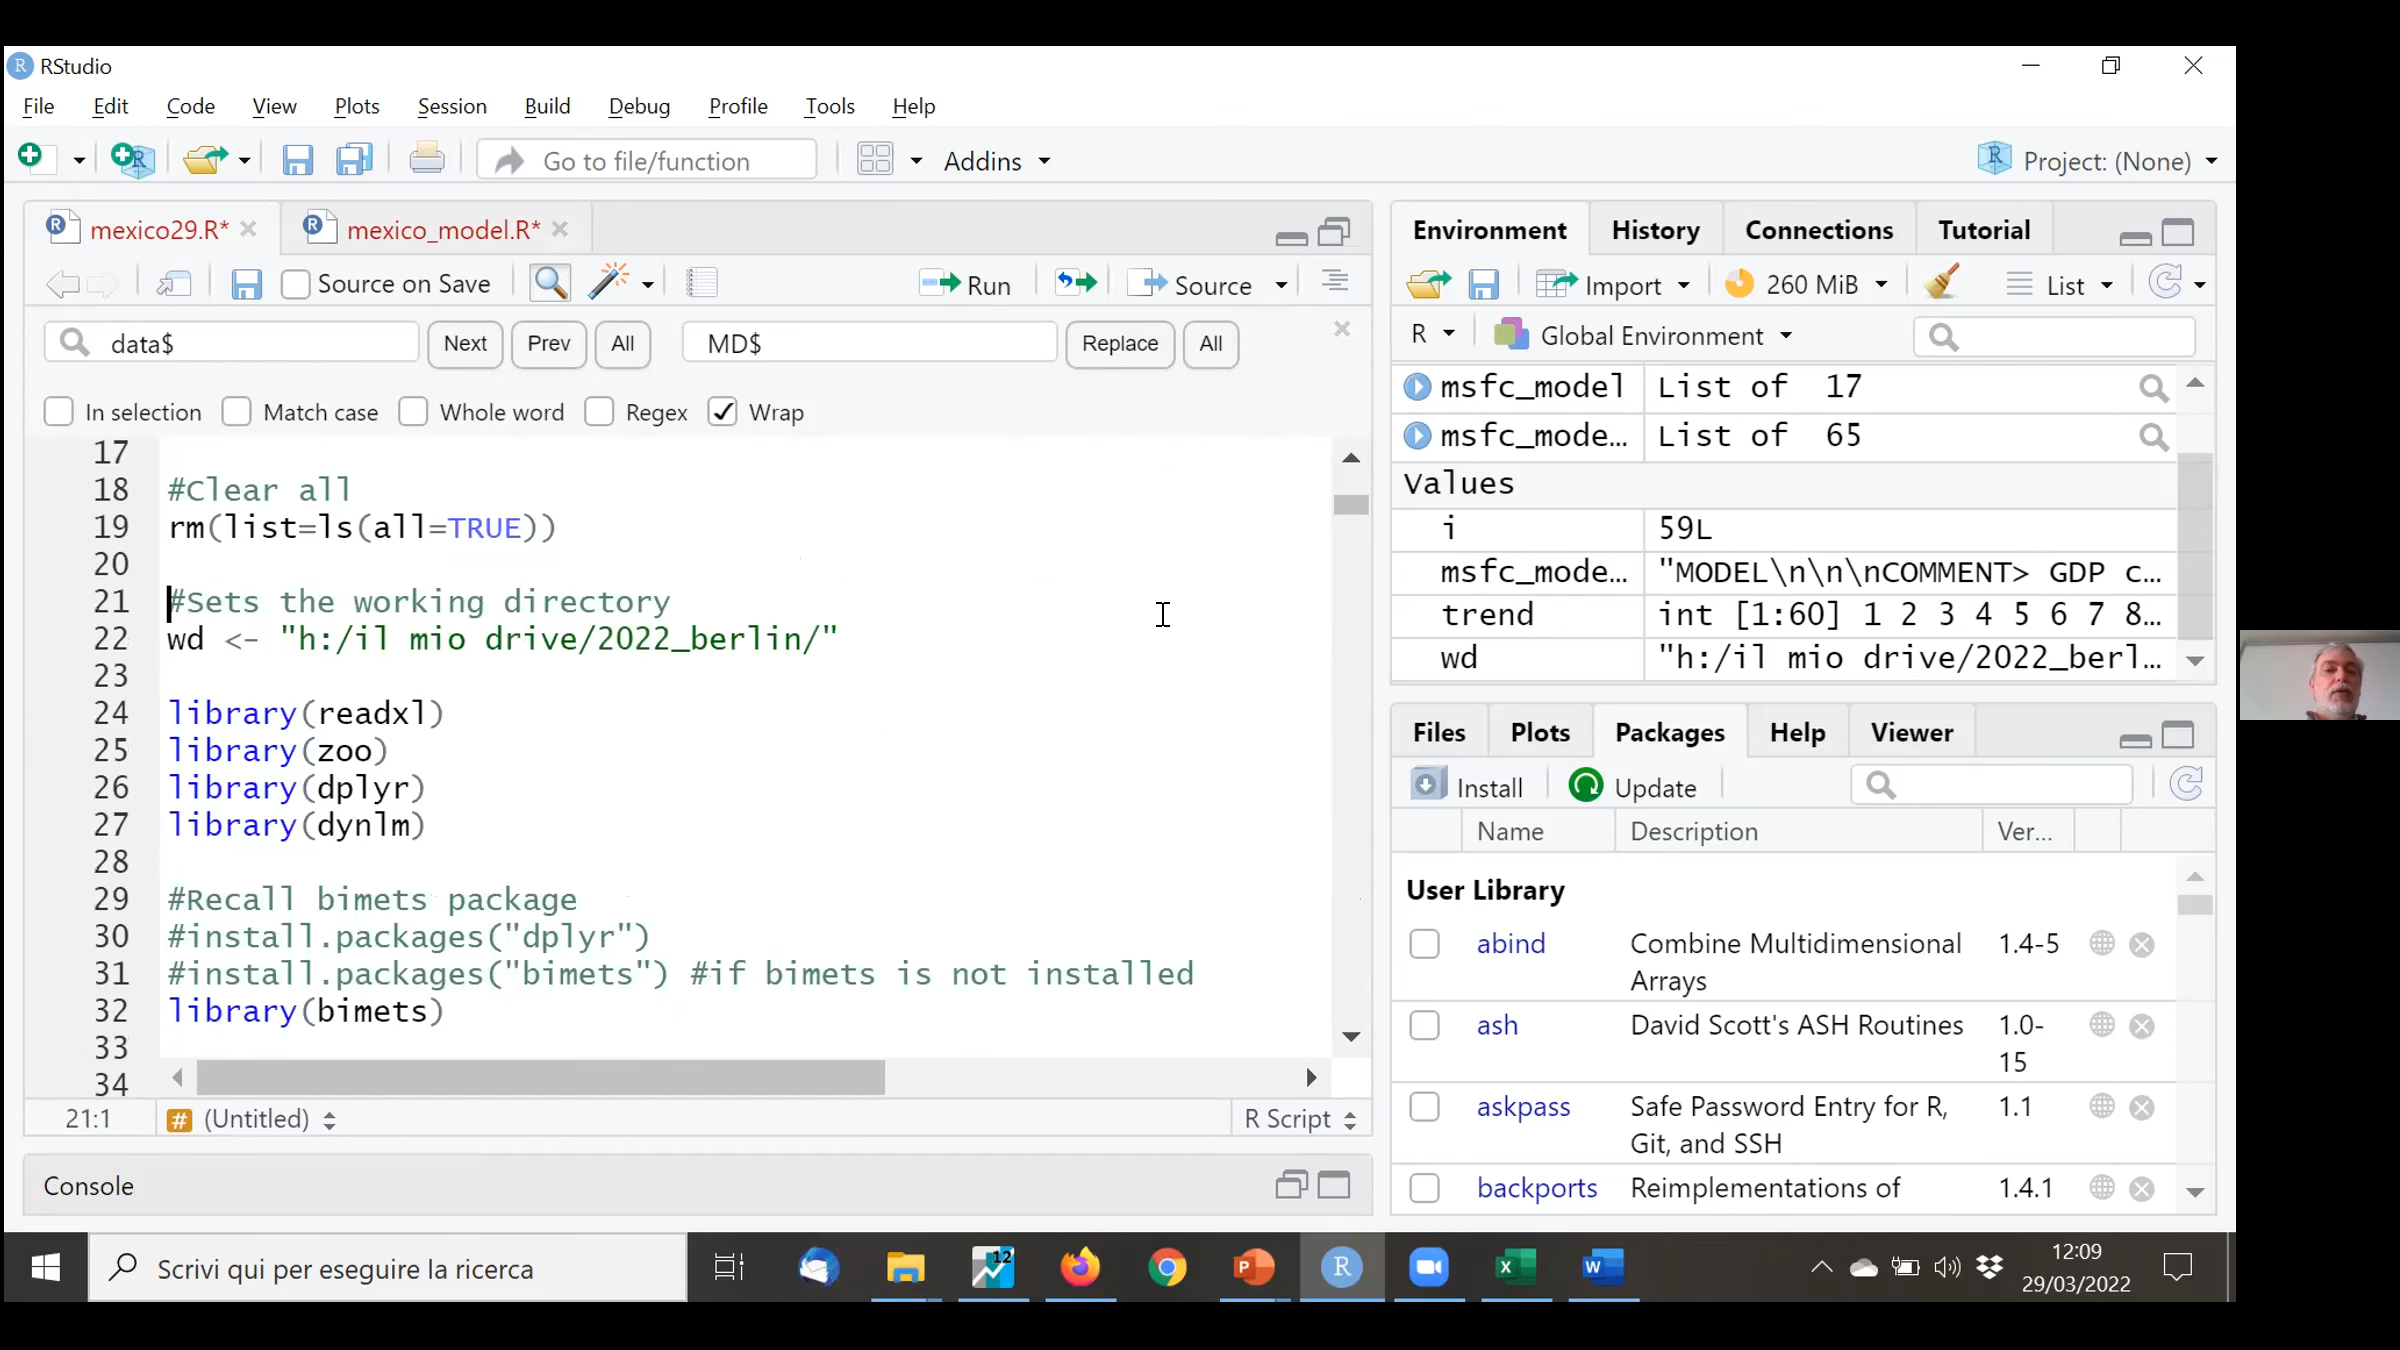 RStudio
File Edit Code View Plots Session Build Debug Profile Tools Help
Go to file/function Addins Project: (None)
mexico29.R* mexico_model.R*
Source on Save Run Source
data$ Next Prev All MD$ Replace All
In selection Match case Whole word Regex Wrap
17
18 #Clear all
19 rm(list=ls(all=TRUE))
20
21 #Sets the working directory
22 wd <- "h:/il mio drive/2022_berlin/"
23
24 library(readxl)
25 library(zoo)
26 library(dplyr)
27 library(dynlm)
28
29 #Recall bimets package
30 #install.packages("dplyr")
31 #install.packages("bimets") #if bimets is not installed
32 library(bimets)
33
34
21:1 # (Untitled) R Script
Console
Environment History Connections Tutorial
Import 260 MiB List
R Global Environment
msfc_model List of 17
msfc_mode… List of 65
Values
i 59L
msfc_mode… "MODEL\n\n\nCOMMENT> GDP c…
trend int [1:60] 1 2 3 4 5 6 7 8…
wd "h:/il mio drive/2022_berl…
Files Plots Packages Help Viewer
Install Update
Name Description Ver...
User Library
abind Combine Multidimensional Arrays 1.4-5
ash David Scott's ASH Routines 1.0-15
askpass Safe Password Entry for R, Git, and SSH 1.1
backports Reimplementations of 1.4.1
Scrivi qui per eseguire la ricerca
12
12:09
29/03/2022